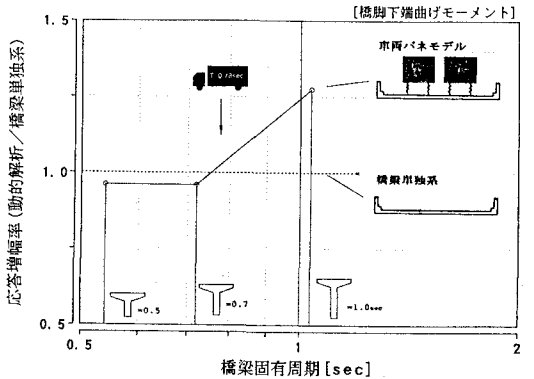 [橋脚下端曲げモーメント]
1.5
車両バネモデル
1.0
橋梁単独系
=0.5
=0.7
=1.0sec
0.5
0.5
1
2
橋梁固有周期[sec]
応答増幅率(動的解析/橋梁単独系)